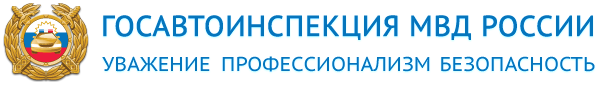 ГОСАВТОИНСПЕКЦИЯ МВД РОССИИ
УВАЖЕНИЕ ПРОФЕССИОНАЛИЗМ БЕЗОПАСНОСТЬ